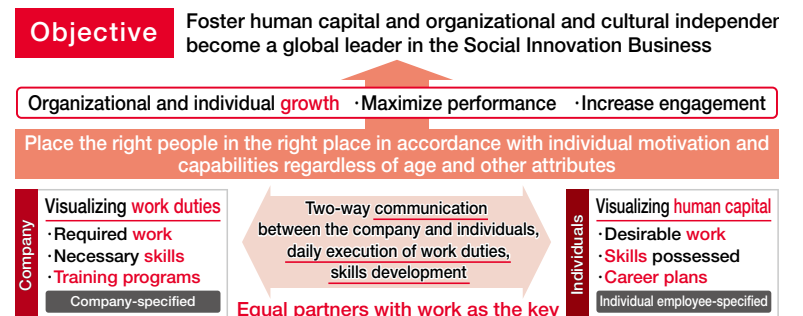 Objective
Foster human capital and organizational and cultural
become a global leader in the Social Innovation Business
Organizational and individual growth ·Maximize performance ·Increase engagement
Place the right people in the right place in accordance with individual motivation and
capabilities regardless of age and other attributes
Company
Visualizing work duties
·Required work
·Necessary skills
·Training programs
Company-specified
Two-way communication
between the company and individuals,
daily execution of work duties,
skills development
Equal partners with work as the key
Individuals
Visualizing human capital
·Desirable work
·Skills possessed
·Career plans
Individual employee-specified